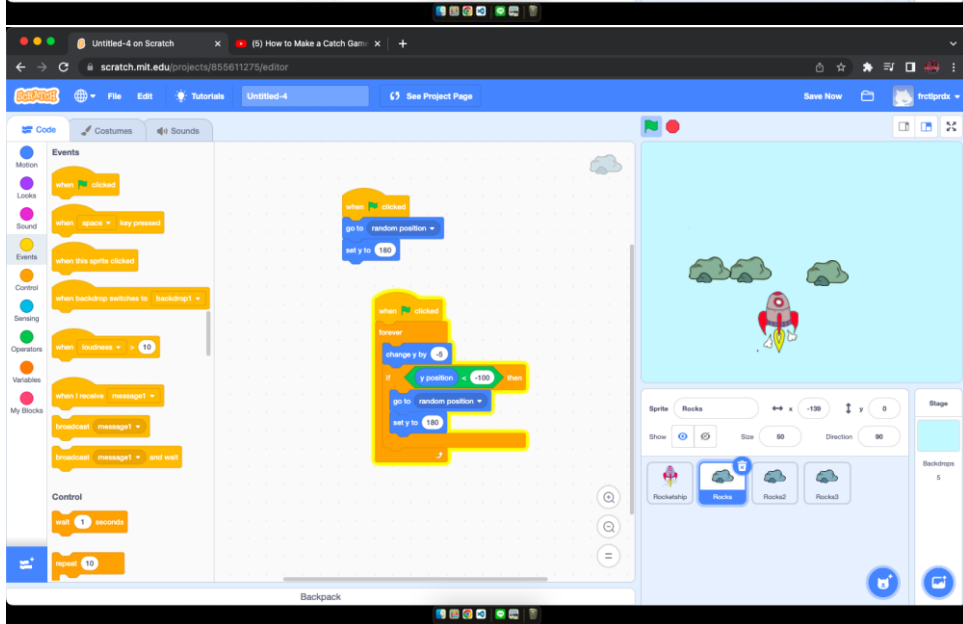 Untitled-4 on Scratch
(5) How to Make a Catch Game
scratch.mit.edu/projects/855611275/editor
SCRATCH File Edit Tutorials Untitled-4 See Project Page Save Now frctlprdx
Code Costumes Sounds
Motion
Looks
Sound
Events
Control
Sensing
Operators
Variables
My Blocks
Events
when clicked
when space key pressed
when this sprite clicked
when backdrop switches to backdrop1
when loudness > 10
when I receive message1
broadcast message1
broadcast message1 and wait
Control
wait 1 seconds
repeat 10
when clicked
go to random position
set y to 180
when clicked
forever
change y by -5
if y position < -100 then
go to random position
set y to 180
Backpack
Sprite Rocks x -139 y 0
Show Size 50 Direction 90
Rocketship
Rocks
Rocks2
Rocks3
Stage
Backdrops
5